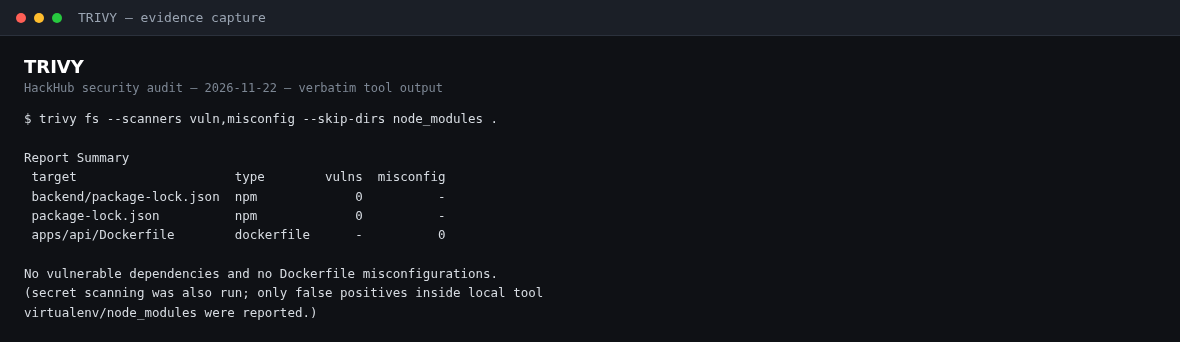 TRIVY — evidence capture
TRIVY
HackHub security audit — 2026-11-22 — verbatim tool output
$ trivy fs --scanners vuln,misconfig --skip-dirs node_modules .
Report Summary
target type vulns misconfig
backend/package-lock.json npm 0 -
package-lock.json npm 0 -
apps/api/Dockerfile dockerfile - 0
No vulnerable dependencies and no Dockerfile misconfigurations.
(secret scanning was also run; only false positives inside local tool
virtualenv/node_modules were reported.)